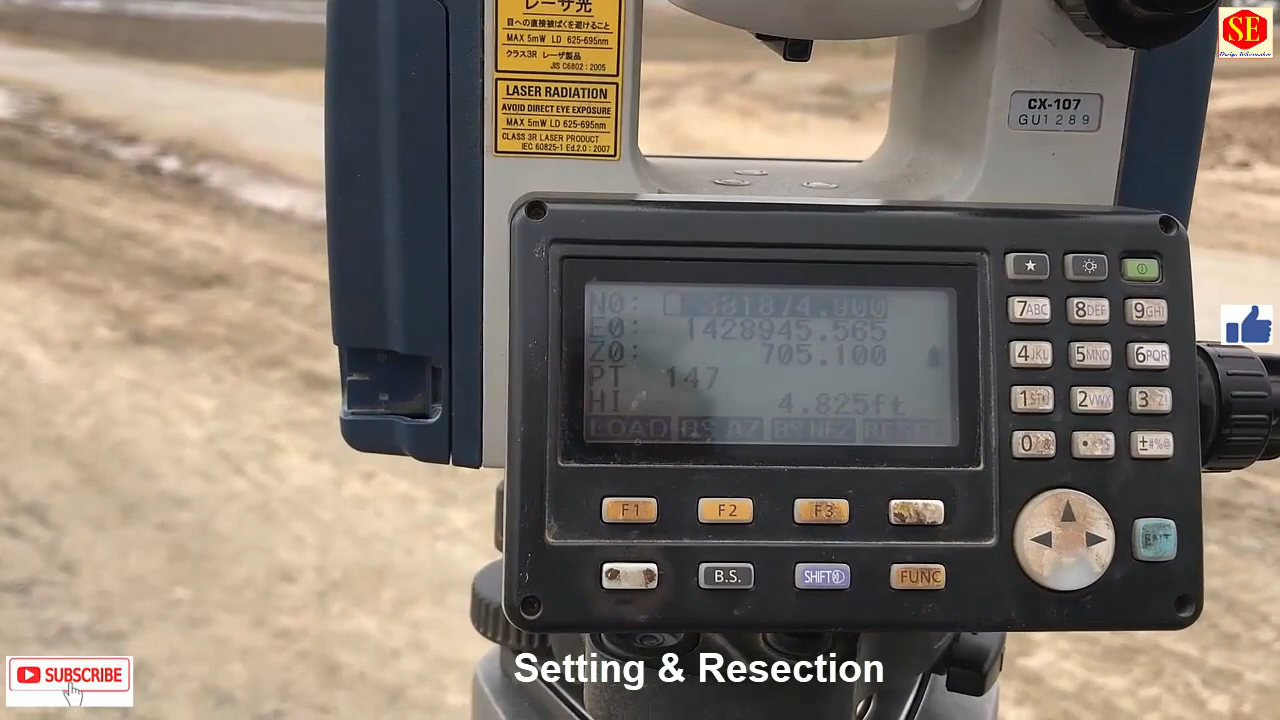 レーザ光
目への直接被ばくを避けること
MAX 5mW LD 625-695nm
クラス3R レーザ製品
JIS C6802 : 2005
LASER RADIATION
AVOID DIRECT EYE EXPOSURE
MAX 5mW LD 625-695nm
CLASS 3R LASER PRODUCT
IEC 60825-1 Ed.2.0 : 2007
SE
Design Information
CX-107
GU1289
N0: 381874.900
E0: 1428945.565
Z0: 705.100
PT 147
HI 4.825ft
LOAD BS AZ BS NEZ RESEC
7ABC 8DEF 9GHI
4JKL 5MNO 6PQR
1STU 2VWX 3YZ!
0 . ±#%@
F1 F2 F3
B.S. SHIFT FUNC
ENT
SUBSCRIBE
Setting & Resection